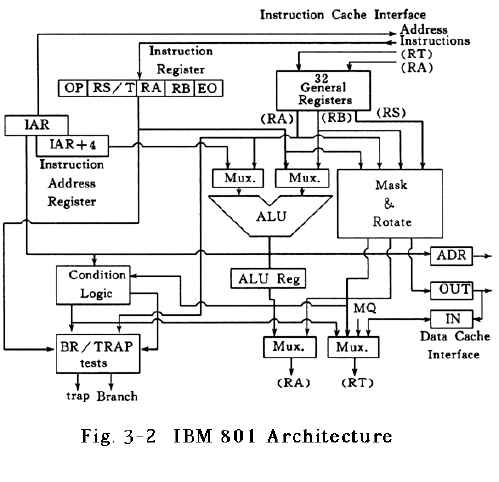 Instruction Cache Interface
Address
Instructions
Instruction
Register
(RT)
(RA)
OP RS/T RA RB EO
32
General
Registers
(RA) (RB) (RS)
IAR
IAR+4
Instruction
Address
Register
Mux. Mux.
Mask
&
Rotate
ALU
ADR
Condition
Logic
ALU Reg
OUT
MQ
IN
BR/TRAP
tests
Mux. Mux.
Data Cache
Interface
trap Branch
(RA) (RT)
Fig. 3-2 IBM 801 Architecture